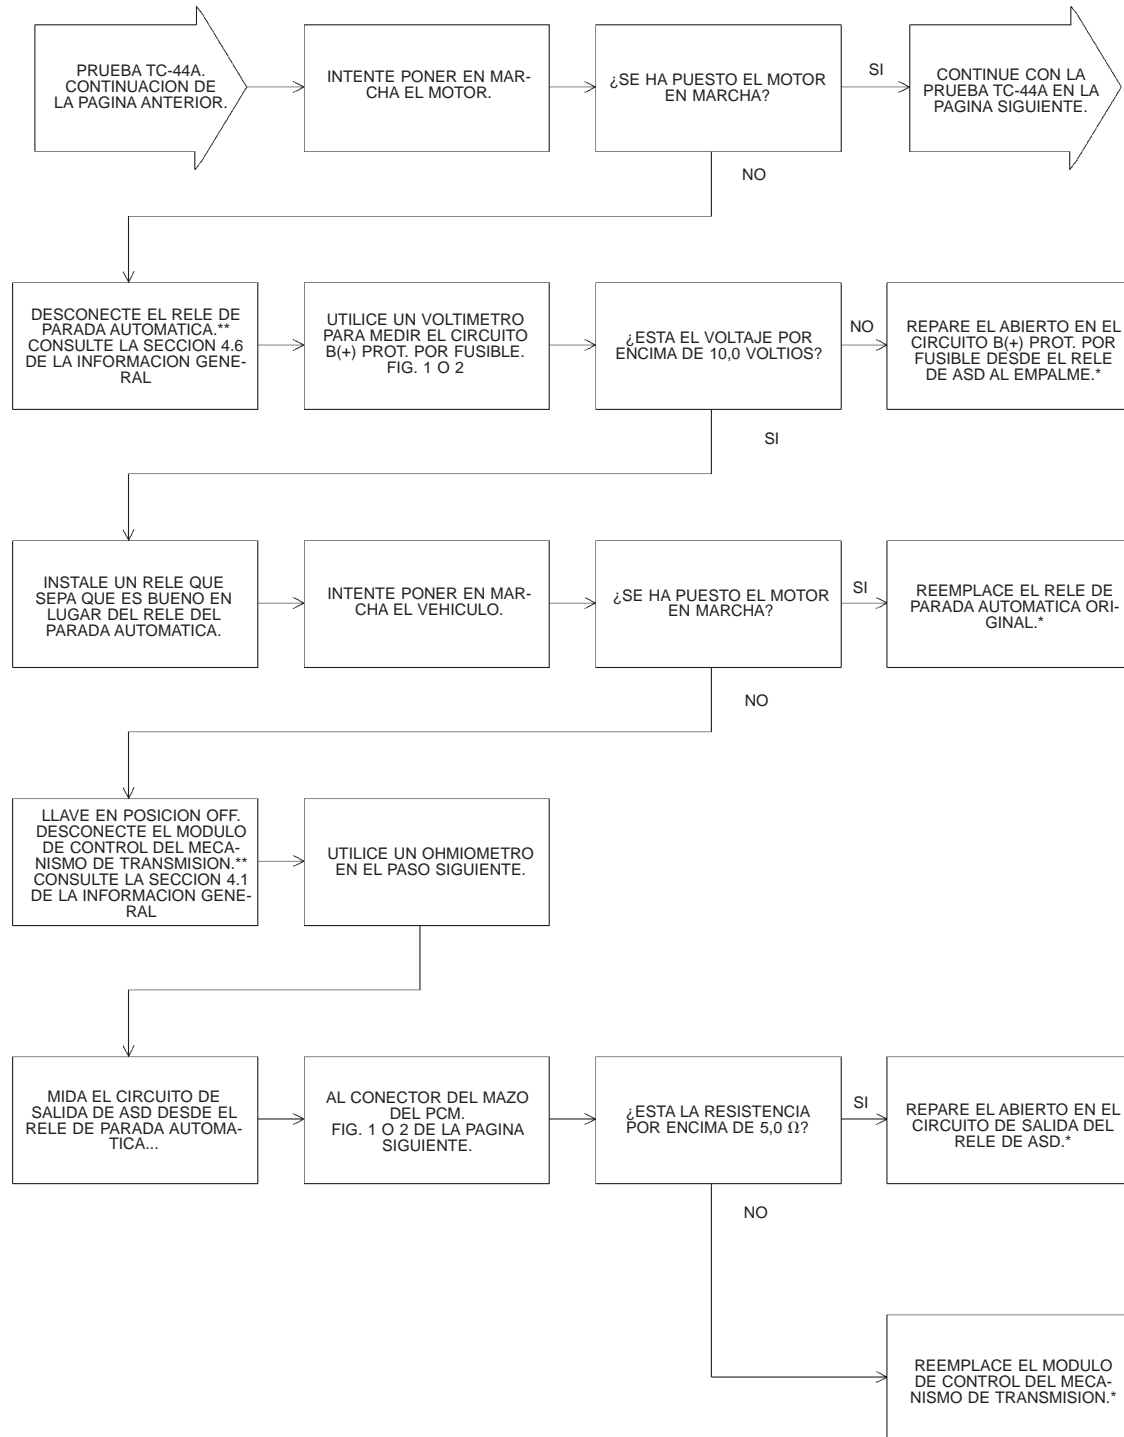 PRUEBA TC-44A.
CONTINUACION DE
LA PAGINA ANTERIOR.
INTENTE PONER EN MAR-
CHA EL MOTOR.
¿SE HA PUESTO EL MOTOR
EN MARCHA?
SI
CONTINUE CON LA
PRUEBA TC-44A EN LA
PAGINA SIGUIENTE.
NO
DESCONECTE EL RELE DE
PARADA AUTOMATICA.**
CONSULTE LA SECCION 4.6
DE LA INFORMACION GENE-
RAL
UTILICE UN VOLTIMETRO
PARA MEDIR EL CIRCUITO
B(+) PROT. POR FUSIBLE.
FIG. 1 O 2
¿ESTA EL VOLTAJE POR
ENCIMA DE 10,0 VOLTIOS?
NO
REPARE EL ABIERTO EN EL
CIRCUITO B(+) PROT. POR
FUSIBLE DESDE EL RELE
DE ASD AL EMPALME.*
SI
INSTALE UN RELE QUE
SEPA QUE ES BUENO EN
LUGAR DEL RELE DEL
PARADA AUTOMATICA.
INTENTE PONER EN MAR-
CHA EL VEHICULO.
¿SE HA PUESTO EL MOTOR
EN MARCHA?
SI
REEMPLACE EL RELE DE
PARADA AUTOMATICA ORI-
GINAL.*
NO
LLAVE EN POSICION OFF.
DESCONECTE EL MODULO
DE CONTROL DEL MECA-
NISMO DE TRANSMISION.**
CONSULTE LA SECCION 4.1
DE LA INFORMACION GENE-
RAL
UTILICE UN OHMIOMETRO
EN EL PASO SIGUIENTE.
MIDA EL CIRCUITO DE
SALIDA DE ASD DESDE EL
RELE DE PARADA AUTOMA-
TICA...
AL CONECTOR DEL MAZO
DEL PCM.
FIG. 1 O 2 DE LA PAGINA
SIGUIENTE.
¿ESTA LA RESISTENCIA
POR ENCIMA DE 5,0 Ω?
SI
REPARE EL ABIERTO EN EL
CIRCUITO DE SALIDA DEL
RELE DE ASD.*
NO
REEMPLACE EL MODULO
DE CONTROL DEL MECA-
NISMO DE TRANSMISION.*